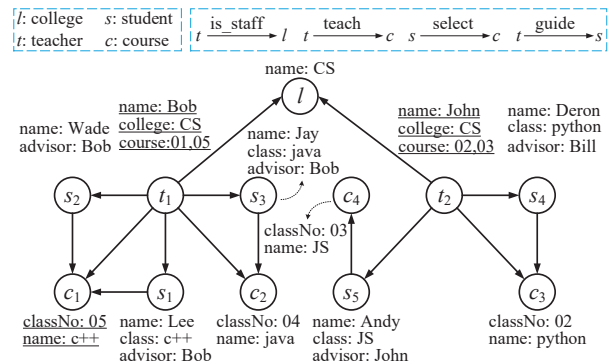 l: college s: student
t: teacher c: course
t is_staff l t teach c s select c t guide s
name: CS
l
name: Wade
advisor: Bob
name: Bob
college: CS
course:01,05
name: Jay
class: java
advisor: Bob
name: John
college: CS
course: 02,03
name: Deron
class: python
advisor: Bill
s2 t1 s3 c4 t2 s4
classNo: 03
name: JS
c1 s1 c2 s5 c3
classNo: 05
name: c++
name: Lee
class: c++
advisor: Bob
classNo: 04
name: java
name: Andy
class: JS
advisor: John
classNo: 02
name: python